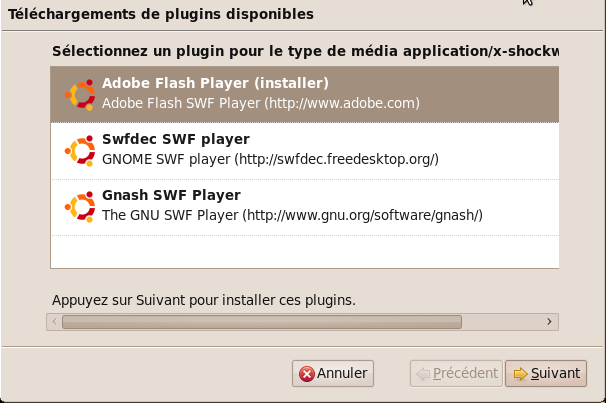 Téléchargements de plugins disponibles
Sélectionnez un plugin pour le type de média application/x-shockw
Adobe Flash Player (installer)
Adobe Flash SWF Player (http://www.adobe.com)
Swfdec SWF player
GNOME SWF player (http://swfdec.freedesktop.org/)
Gnash SWF Player
The GNU SWF Player (http://www.gnu.org/software/gnash/)
Appuyez sur Suivant pour installer ces plugins.
Annuler
Précédent
Suivant